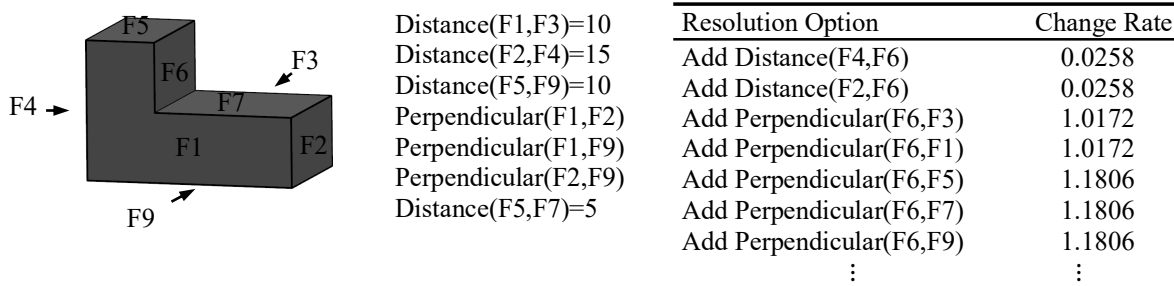 F5
F6
F3
F7
F4
F1
F2
F9
Distance(F1,F3)=10
Distance(F2,F4)=15
Distance(F5,F9)=10
Perpendicular(F1,F2)
Perpendicular(F1,F9)
Perpendicular(F2,F9)
Distance(F5,F7)=5
Resolution Option Change Rate
Add Distance(F4,F6) 0.0258
Add Distance(F2,F6) 0.0258
Add Perpendicular(F6,F3) 1.0172
Add Perpendicular(F6,F1) 1.0172
Add Perpendicular(F6,F5) 1.1806
Add Perpendicular(F6,F7) 1.1806
Add Perpendicular(F6,F9) 1.1806
⋮ ⋮